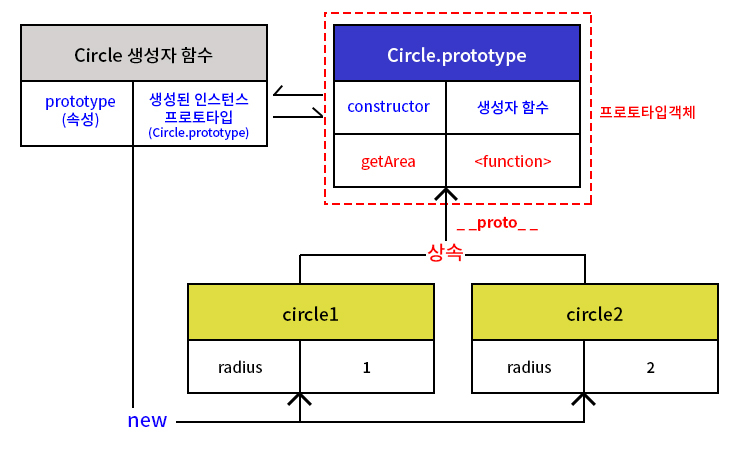 Circle 생성자 함수
prototype
(속성)
생성된 인스턴스
프로토타입
(Circle.prototype)
Circle.prototype
constructor
생성자 함수
getArea
<function>
프로토타입객체
_ _proto_ _
상속
circle1
radius
1
circle2
radius
2
new